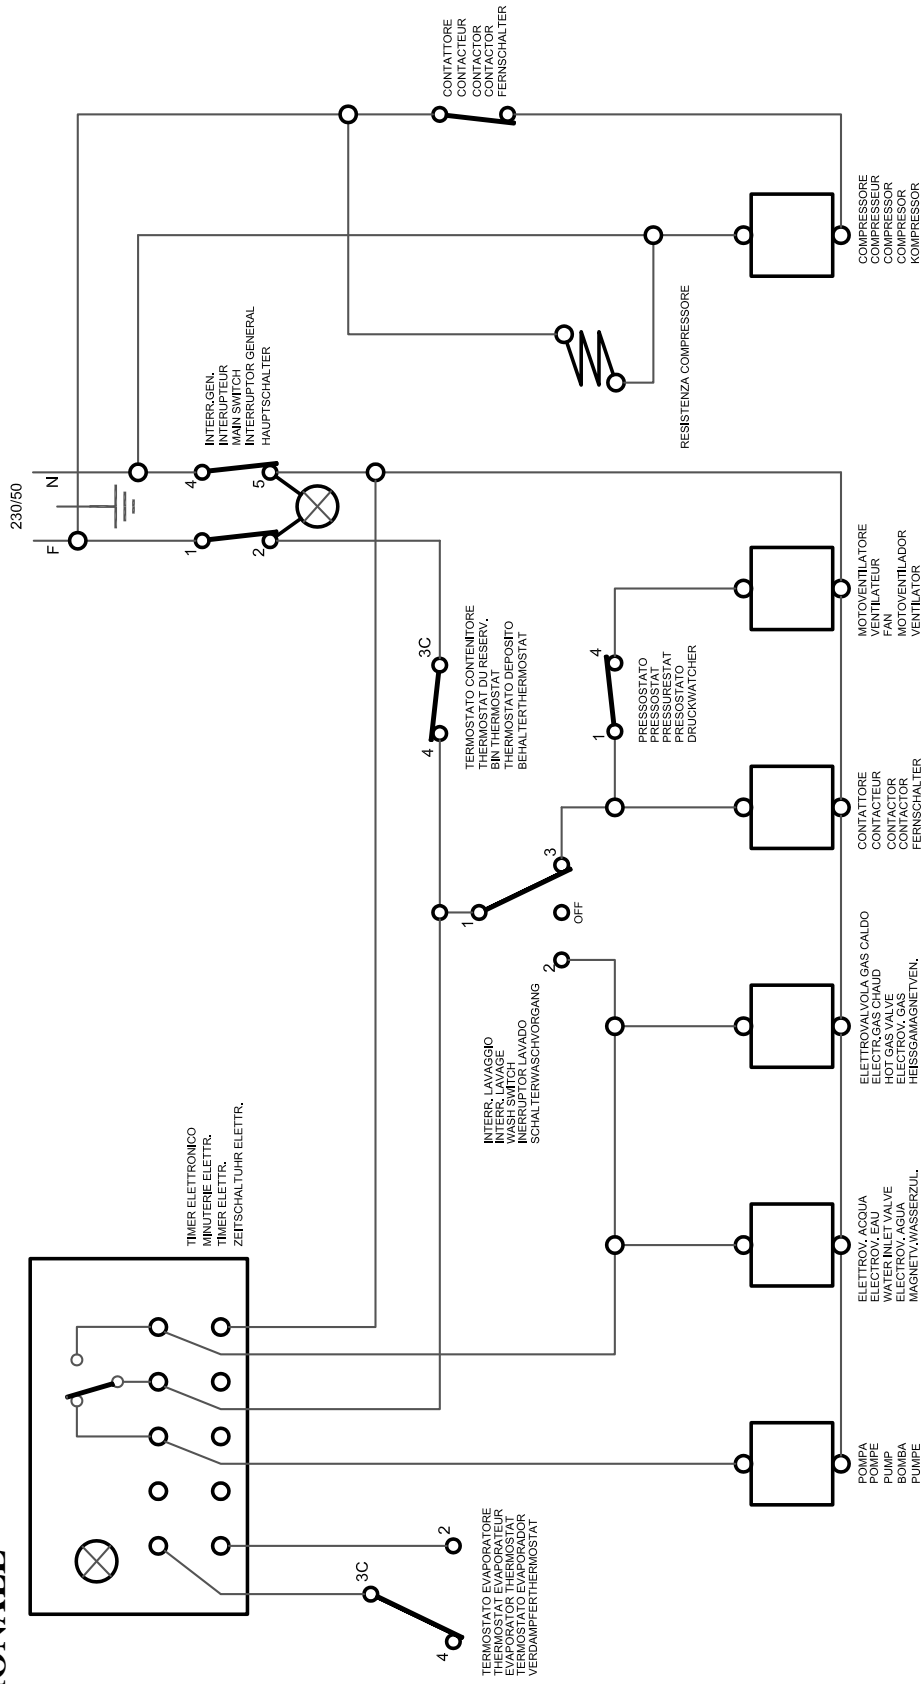 ONALE
230/50
F
N
1
4
2
5
INTERR.GEN.
INTERUPTEUR
MAIN SWITCH
INTERRUPTOR GENERAL
HAUPTSCHALTER
TIMER ELETTRONICO
MINUTERIE ELETTR.
TIMER ELETTR.
ZEITSCHALTUHR ELETTR.
3C
4
2
TERMOSTATO EVAPORATORE
THERMOSTAT EVAPORATEUR
EVAPORATOR THERMOSTAT
TERMOSTATO EVAPORADOR
VERDAMPFERTHERMOSTAT
4
3C
TERMOSTATO CONTENITORE
THERMOSTAT DU RESERV.
BIN THERMOSTAT
THERMOSTATO DEPOSITO
BEHALTERTHERMOSTAT
CONTATTORE
CONTACTEUR
CONTACTOR
CONTACTOR
FERNSCHALTER
1
2
OFF
3
INTERR. LAVAGGIO
INTERR. LAVAGE
WASH SWITCH
INERRUPTOR LAVADO
SCHALTERWASCHVORGANG
1
4
PRESSOSTATO
PRESSOSTAT
PRESSURESTAT
PRESOSTATO
DRUCKWATCHER
RESISTENZA COMPRESSORE
POMPA
POMPE
PUMP
BOMBA
PUMPE
ELETTROV. ACQUA
ELECTROV. EAU
WATER INLET VALVE
ELECTROV. AGUA
MAGNETV.WASSERZUL.
ELETTROVALVOLA GAS CALDO
ELECTR.GAS CHAUD
HOT GAS VALVE
ELECTROV. GAS
HEISSGAMAGNETVEN.
CONTATTORE
CONTACTEUR
CONTACTOR
CONTACTOR
FERNSCHALTER
MOTOVENTILATORE
VENTILATEUR
FAN
MOTOVENTILADOR
VENTILATOR
COMPRESSORE
COMPRESSEUR
COMPRESSOR
COMPRESOR
KOMPRESSOR